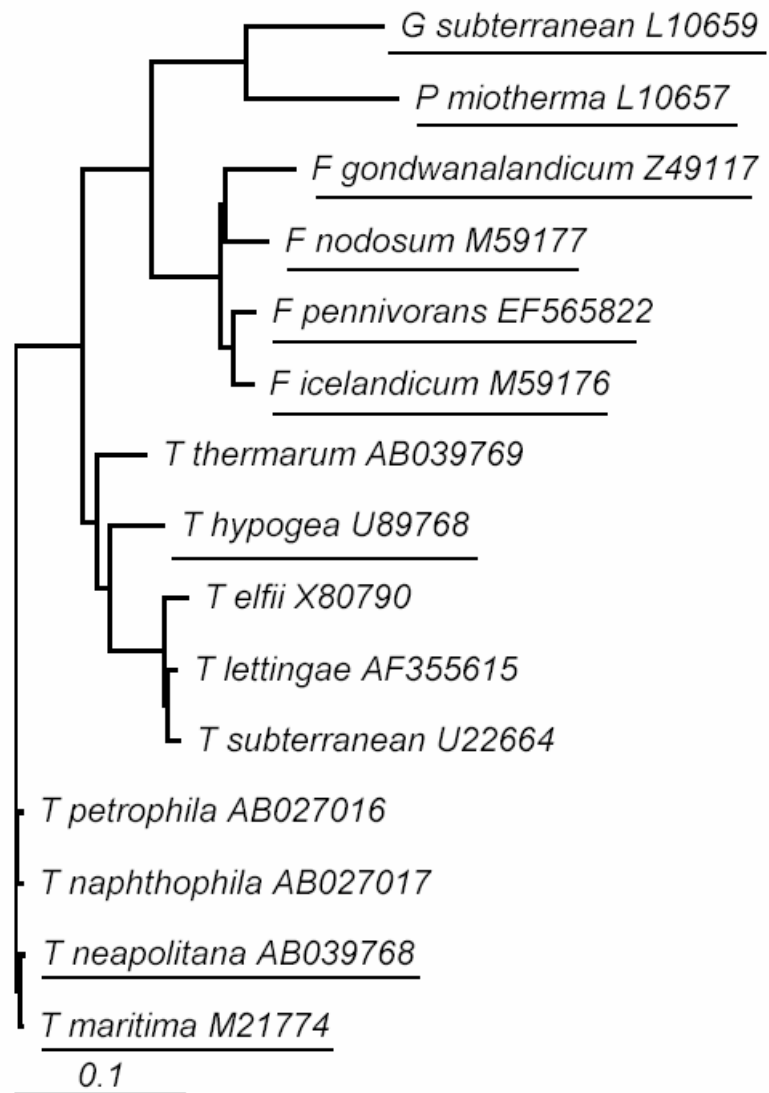 G subterranean L10659
P miotherma L10657
F gondwanalandicum Z49117
F nodosum M59177
F pennivorans EF565822
F icelandicum M59176
T thermarum AB039769
T hypogea U89768
T elfii X80790
T lettingae AF355615
T subterranean U22664
T petrophila AB027016
T naphthophila AB027017
T neapolitana AB039768
T maritima M21774
0.1